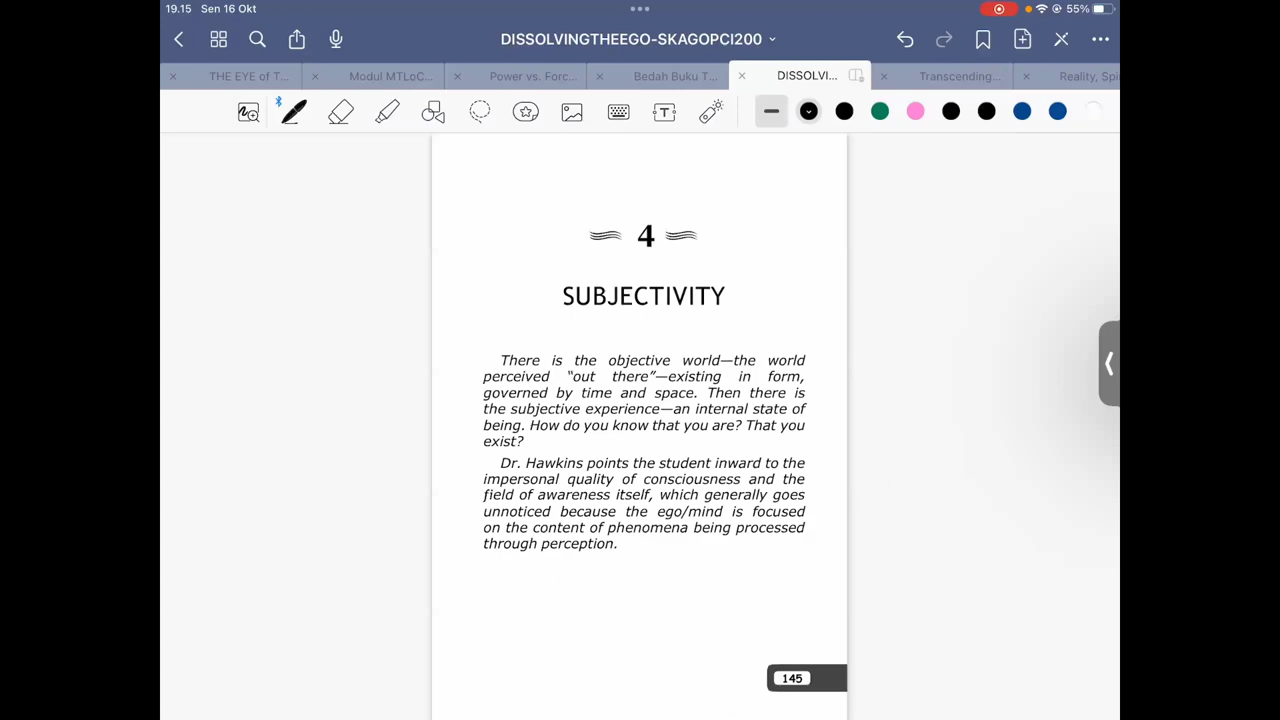 19.15 Sen 16 Okt
55%
DISSOLVINGTHEEGO-SKAGOPCI200
THE EYE of T...
Modul MTLoC...
Power vs. Forc...
Bedah Buku T...
DISSOLVI...
Transcending...
Reality, Spi
T
4
SUBJECTIVITY
There is the objective world—the world
perceived “out there”—existing in form,
governed by time and space. Then there is
the subjective experience—an internal state of
being. How do you know that you are? That you
exist?
Dr. Hawkins points the student inward to the
impersonal quality of consciousness and the
field of awareness itself, which generally goes
unnoticed because the ego/mind is focused
on the content of phenomena being processed
through perception.
145